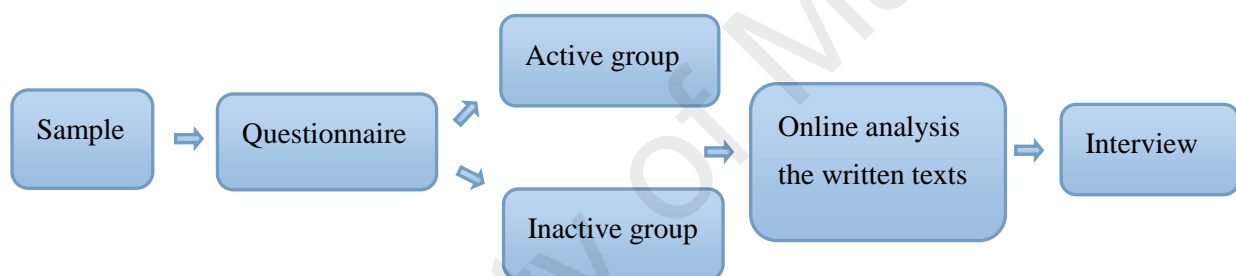 Sample
Questionnaire
Active group
Inactive group
Online analysis
the written texts
Interview